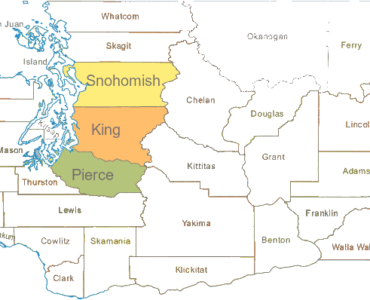 Whatcom
n Juan
Skagit
Okanogan
Ferry
Island
Snohomish
Chelan
Douglas
Lincol
King
Kitsap
Mason
Grant
Kittitas
Adams
Thurston
Pierce
Lewis
Franklin
Yakima
Cowlitz
Skamania
Benton
Walla Wal
Klickitat
Clark